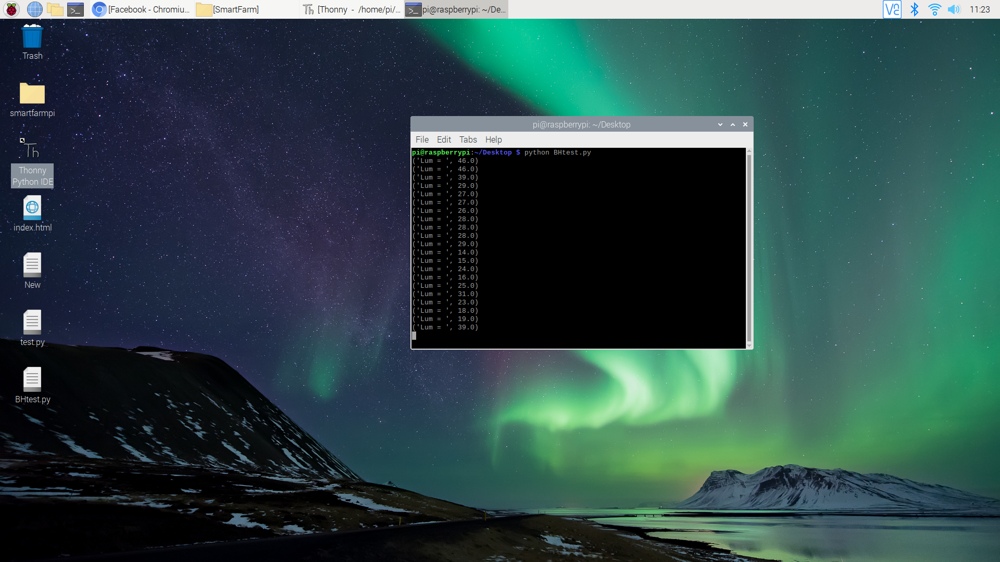 [Facebook - Chromiu...
[SmartFarm]
Th [Thonny - /home/pi/...
pi@raspberrypi: ~/De...
V2
11:23
Trash
smartfarmpi
Th
Thonny
Python IDE
index.html
New
test.py
BHtest.py
pi@raspberrypi: ~/Desktop
File Edit Tabs Help
pi@raspberrypi:~/Desktop $ python BHtest.py
('Lum = ', 46.0)
('Lum = ', 46.0)
('Lum = ', 39.0)
('Lum = ', 29.0)
('Lum = ', 27.0)
('Lum = ', 27.0)
('Lum = ', 26.0)
('Lum = ', 28.0)
('Lum = ', 28.0)
('Lum = ', 28.0)
('Lum = ', 29.0)
('Lum = ', 14.0)
('Lum = ', 15.0)
('Lum = ', 24.0)
('Lum = ', 16.0)
('Lum = ', 25.0)
('Lum = ', 31.0)
('Lum = ', 23.0)
('Lum = ', 18.0)
('Lum = ', 19.0)
('Lum = ', 39.0)